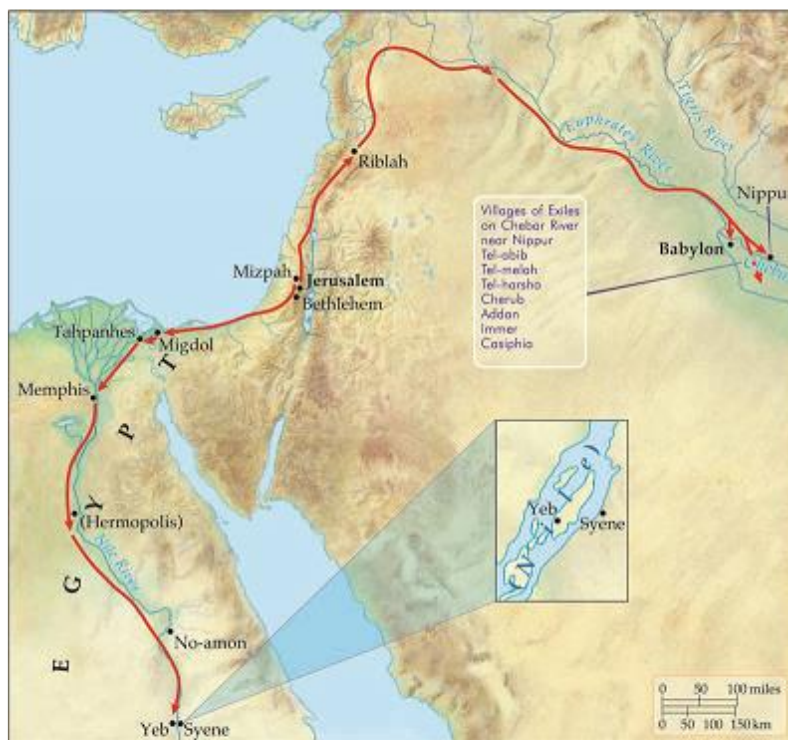 Riblah
Euphrates River
Tigris River
Nippu
Villages of Exiles
on Chebar River
near Nippur
Tel-abib
Tel-melah
Tel-harsha
Cherub
Addan
Immer
Casiphia
Babylon
Mizpah
Jerusalem
Bethlehem
Tahpanhes
Migdol
Memphis
EGYPT
(Hermopolis)
Nile River
No-amon
Yeb
Syene
(Nile)
Yeb
Syene
0 50 100 miles
0 50 100 150 km